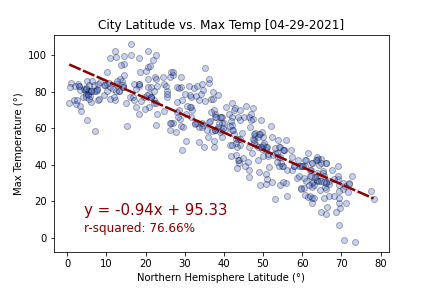 City Latitude vs. Max Temp [04-29-2021]
Max Temperature (°)
100
80
60
40
20
0
y = -0.94x + 95.33
r-squared: 76.66%
0 10 20 30 40 50 60 70 80
Northern Hemisphere Latitude (°)